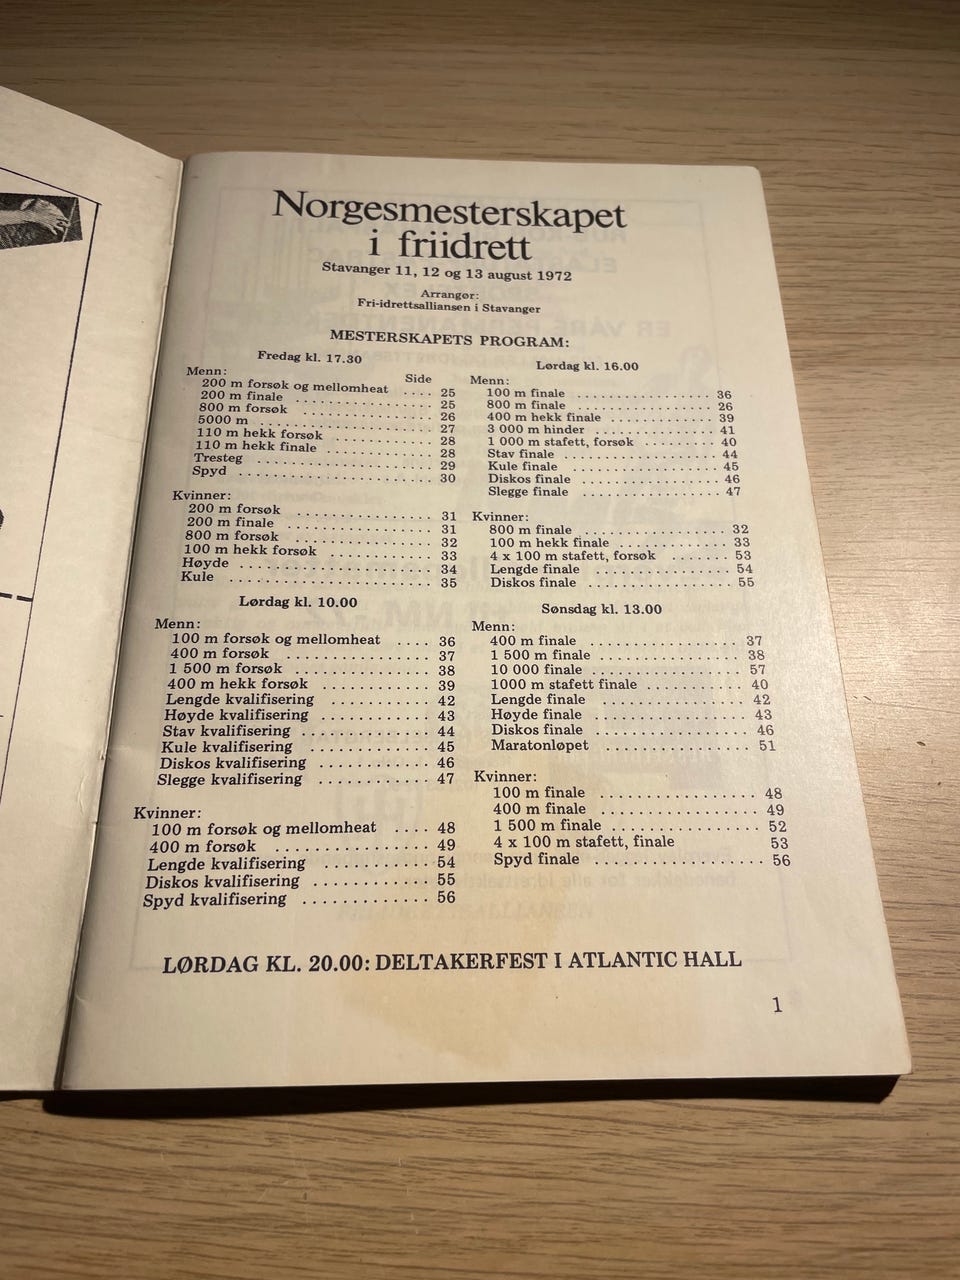 Norgesmesterskapet
i friidrett
Stavanger 11, 12 og 13 august 1972
Arrangør:
Fri-idrettsalliansen i Stavanger
MESTERSKAPETS PROGRAM:
Fredag kl. 17.30
Menn:
Side
200 m forsøk og mellomheat .... 25
200 m finale .................. 25
800 m forsøk .................. 26
5000 m .................. 27
110 m hekk forsøk .................. 28
110 m hekk finale .................. 28
Tresteg .................. 29
Spyd .................. 30
Kvinner:
200 m forsøk .................. 31
200 m finale .................. 31
800 m forsøk .................. 32
100 m hekk forsøk .................. 33
Høyde .................. 34
Kule .................. 35
Lørdag kl. 10.00
Menn:
100 m forsøk og mellomheat .... 36
400 m forsøk .................. 37
1 500 m forsøk .................. 38
400 m hekk forsøk ............ 39
Lengde kvalifisering ............ 42
Høyde kvalifisering ............ 43
Stav kvalifisering ............ 44
Kule kvalifisering ............ 45
Diskos kvalifisering ............ 46
Slegge kvalifisering ............ 47
Kvinner:
100 m forsøk og mellomheat .... 48
400 m forsøk .................. 49
Lengde kvalifisering ............ 54
Diskos kvalifisering ............ 55
Spyd kvalifisering ............ 56
Lørdag kl. 16.00
Menn:
100 m finale .................. 36
800 m finale .................. 26
400 m hekk finale ............ 39
3 000 m hinder ............ 41
1 000 m stafett, forsøk ......... 40
Stav finale .................. 44
Kule finale .................. 45
Diskos finale .................. 46
Slegge finale .................. 47
Kvinner:
800 m finale .................. 32
100 m hekk finale ............ 33
4 x 100 m stafett, forsøk ....... 53
Lengde finale .................. 54
Diskos finale .................. 55
Sønsdag kl. 13.00
Menn:
400 m finale .................. 37
1 500 m finale .................. 38
10 000 finale .................. 57
1000 m stafett finale ............ 40
Lengde finale .................. 42
Høyde finale .................. 43
Diskos finale .................. 46
Maratonløpet .................. 51
Kvinner:
100 m finale .................. 48
400 m finale .................. 49
1 500 m finale .................. 52
4 x 100 m stafett, finale 53
Spyd finale .................. 56
LØRDAG KL. 20.00: DELTAKERFEST I ATLANTIC HALL
1